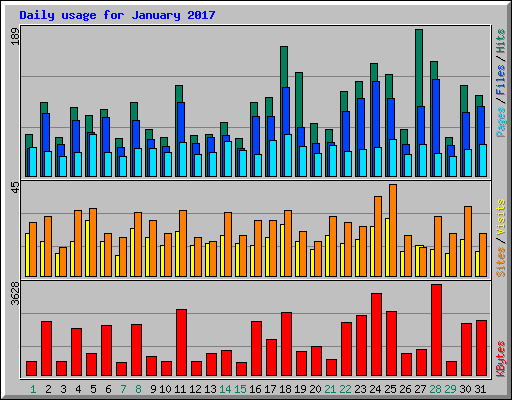 Daily usage for January 2017
189
Pages / Files / Hits
45
Sites / Visits
3628
KBytes
1 2 3 4 5 6 7 8 9 10 11 12 13 14 15 16 17 18 19 20 21 22 23 24 25 26 27 28 29 30 31